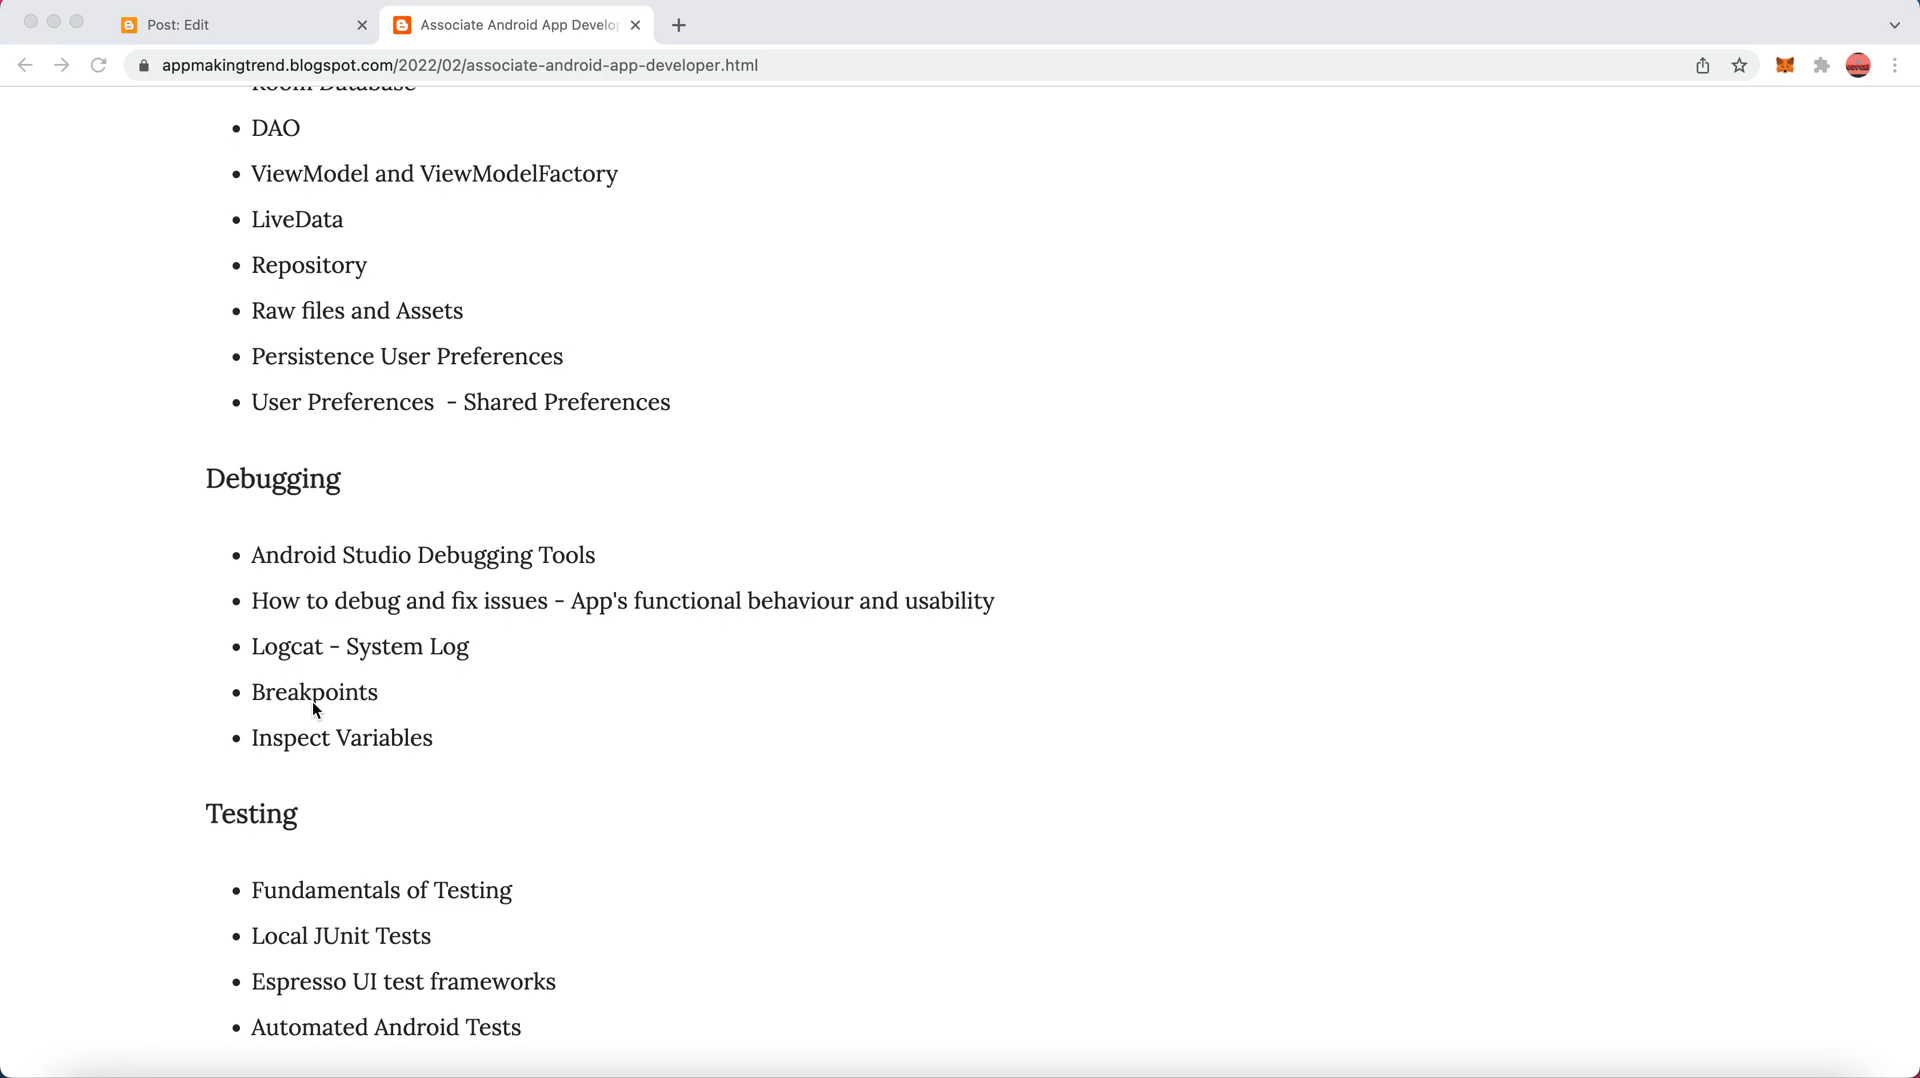 Post: Edit
Associate Android App Develo
appmakingtrend.blogspot.com/2022/02/associate-android-app-developer.html
Room Database
DAO
ViewModel and ViewModelFactory
LiveData
Repository
Raw files and Assets
Persistence User Preferences
User Preferences  - Shared Preferences
Debugging
Android Studio Debugging Tools
How to debug and fix issues - App's functional behaviour and usability
Logcat - System Log
Breakpoints
Inspect Variables
Testing
Fundamentals of Testing
Local JUnit Tests
Espresso UI test frameworks
Automated Android Tests